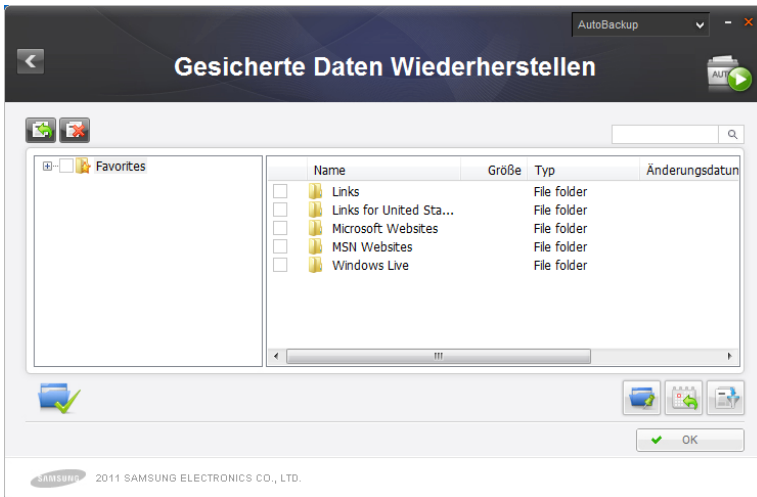 AutoBackup
Gesicherte Daten Wiederherstellen
AUT
Favorites
Name Größe Typ Änderungsdatun
Links File folder
Links for United Sta... File folder
Microsoft Websites File folder
MSN Websites File folder
Windows Live File folder
OK
SAMSUNG 2011 SAMSUNG ELECTRONICS CO., LTD.